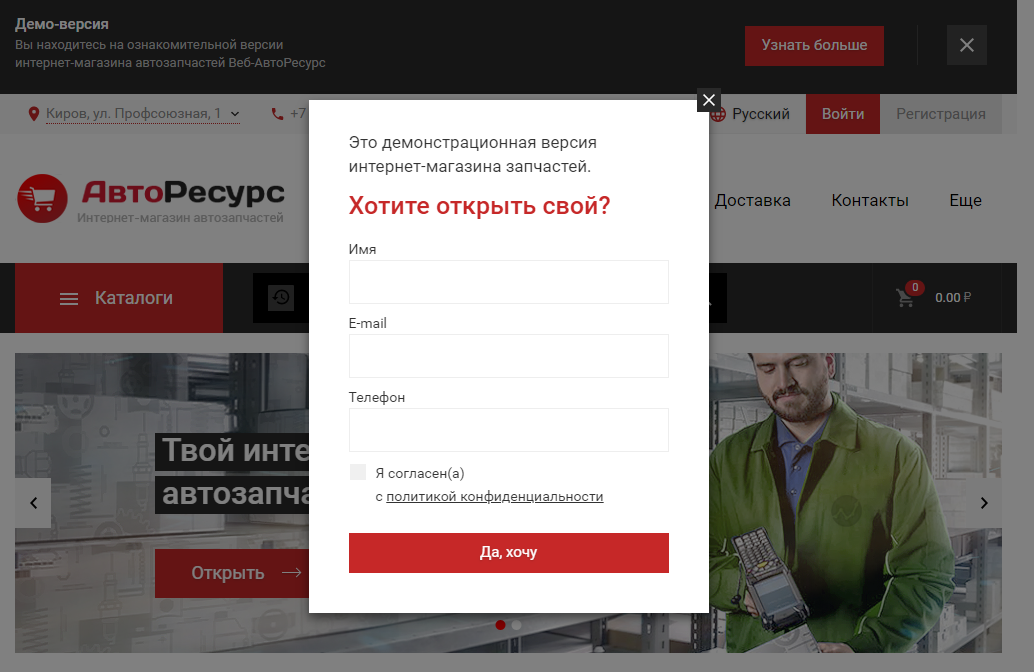 Демо-версия
Вы находитесь на ознакомительной версии
интернет-магазина автозапчастей Веб-АвтоРесурс
Узнать больше
Киров, ул. Профсоюзная, 1
+7
Русский
Войти
Регистрация
АвтоРесурс
Интернет-магазин автозапчастей
Доставка
Контакты
Еще
Каталоги
0
0.00 ₽
Это демонстрационная версия
интернет-магазина запчастей.
Хотите открыть свой?
Имя
E-mail
Телефон
Я согласен(а)
с политикой конфиденциальности
Да, хочу
Твой инте
автозапча
Открыть